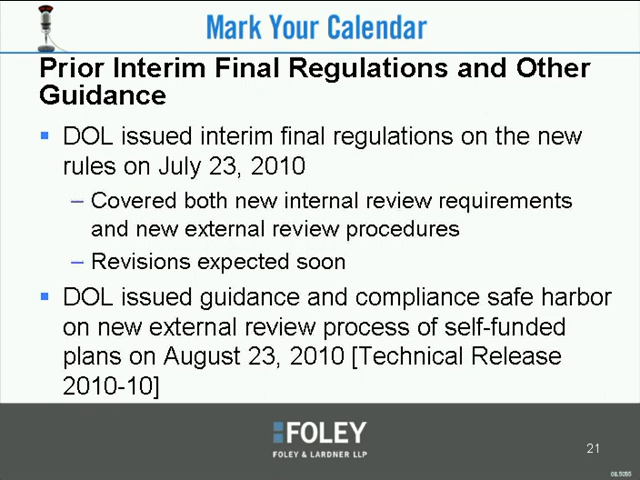 Mark Your Calendar
Prior Interim Final Regulations and Other
Guidance
DOL issued interim final regulations on the new
rules on July 23, 2010
– Covered both new internal review requirements
and new external review procedures
– Revisions expected soon
DOL issued guidance and compliance safe harbor
on new external review process of self-funded
plans on August 23, 2010 [Technical Release
2010-10]
FOLEY
FOLEY & LARDNER LLP
21